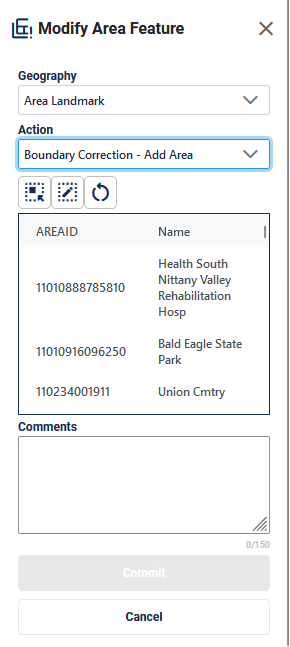 Modify Area Feature
Geography
Area Landmark
Action
Boundary Correction - Add Area
AREAID Name
Health South
Nittany Valley
11010888785810
Rehabilitation
Hosp
Bald Eagle State
11010916096250
Park
110234001911 Union Cmtry
Comments
0/150
Commit
Cancel